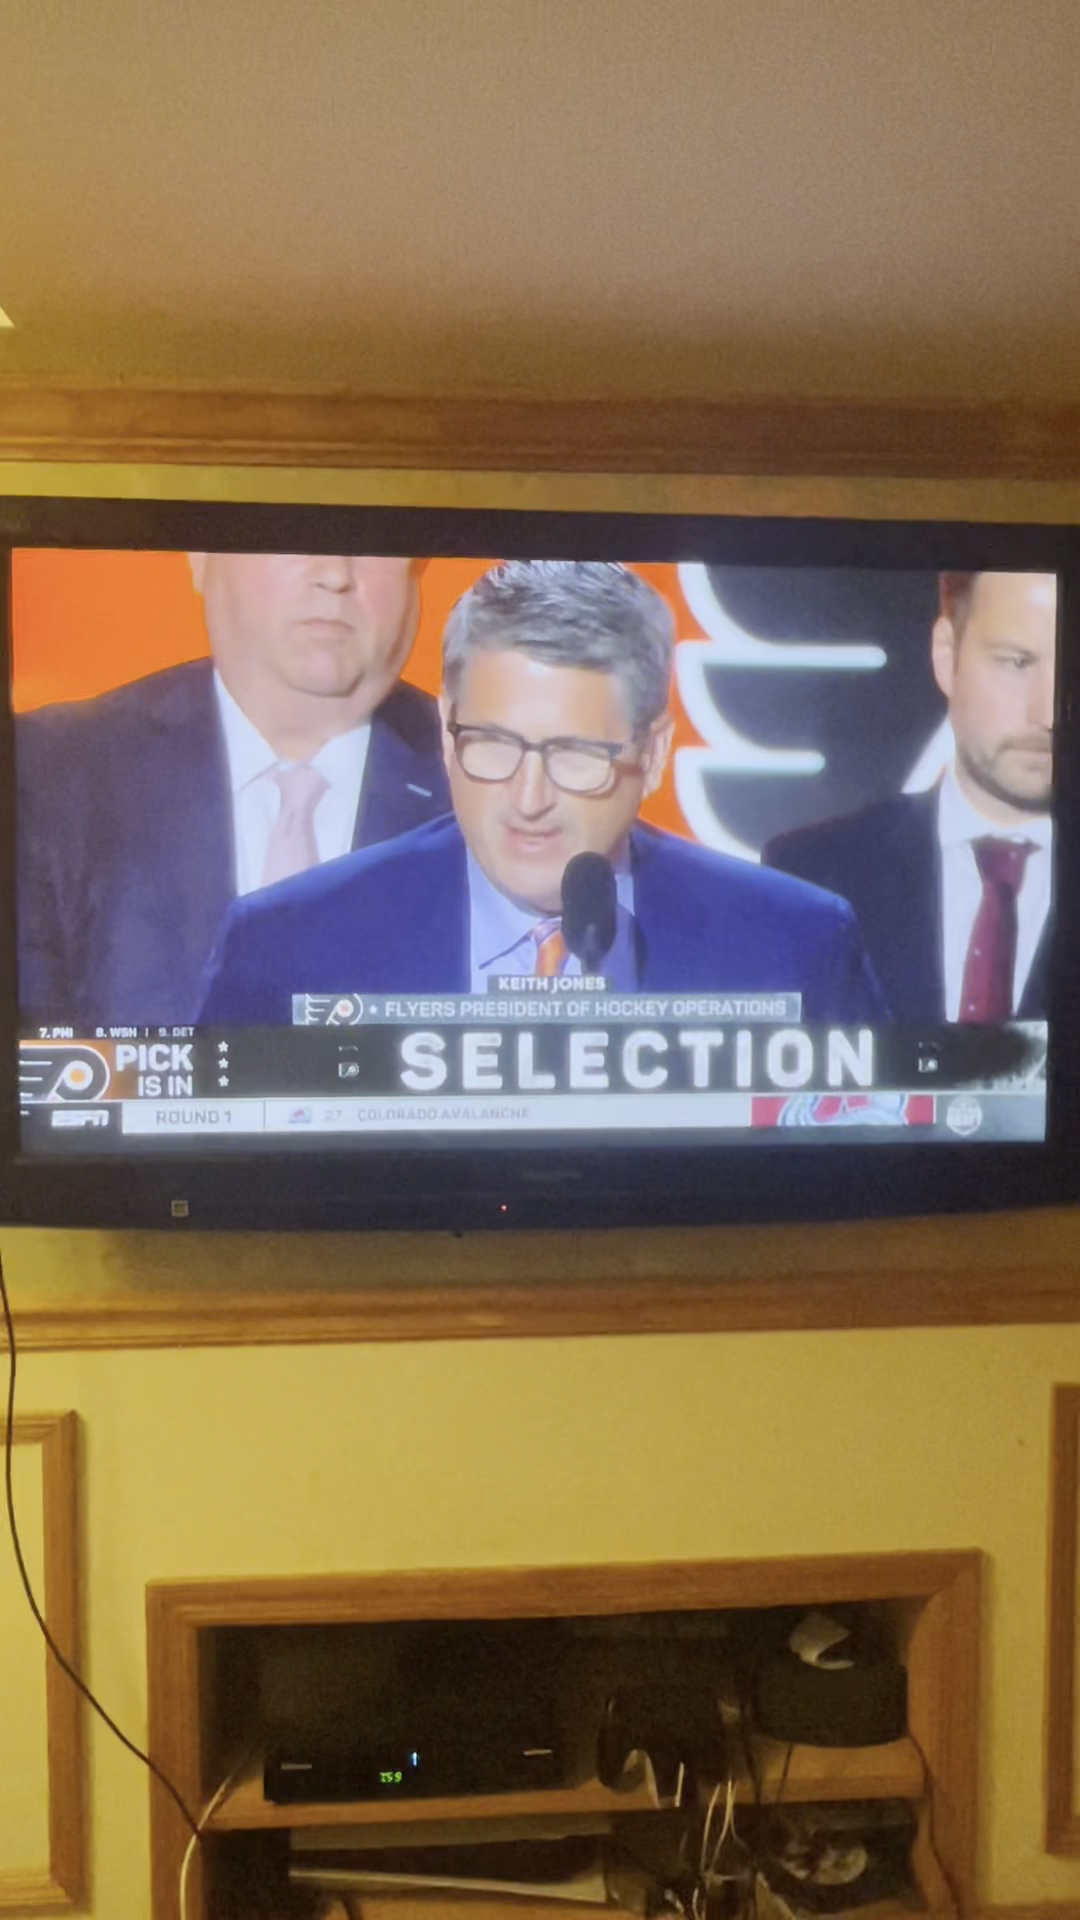 KEITH JONES
★ FLYERS PRESIDENT OF HOCKEY OPERATIONS
7. PHI 8. WSH | 9. DET
PICK
IS IN
SELECTION
ESPN ROUND 1 27. COLORADO AVALANCHE